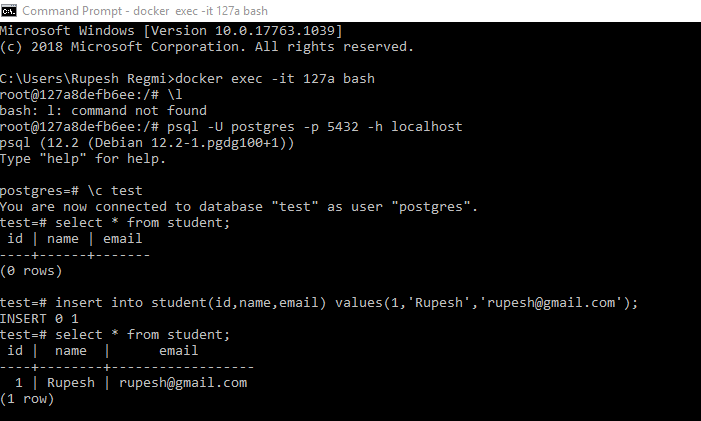 Command Prompt - docker exec -it 127a bash
Microsoft Windows [Version 10.0.17763.1039]
(c) 2018 Microsoft Corporation. All rights reserved.
C:\Users\Rupesh Regmi>docker exec -it 127a bash
root@127a8defb6ee:/# \l
bash: l: command not found
root@127a8defb6ee:/# psql -U postgres -p 5432 -h localhost
psql (12.2 (Debian 12.2-1.pgdg100+1))
Type "help" for help.
postgres=# \c test
You are now connected to database "test" as user "postgres".
test=# select * from student;
 id | name | email
----+------+-------
(0 rows)
test=# insert into student(id,name,email) values(1,'Rupesh','rupesh@gmail.com');
INSERT 0 1
test=# select * from student;
 id |  name  |      email
----+--------+------------------
  1 | Rupesh | rupesh@gmail.com
(1 row)